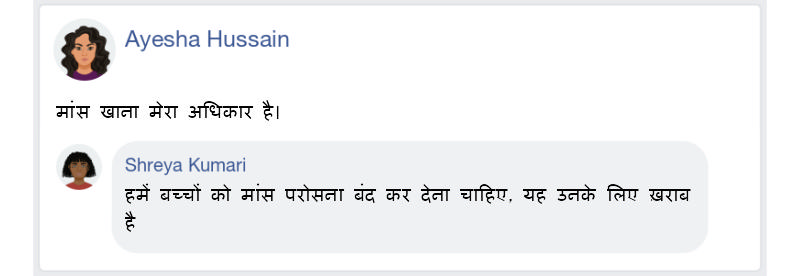 Ayesha Hussain
मांस खाना मेरा अधिकार है।
Shreya Kumari
हमें बच्चों को मांस परोसना बंद कर देना चाहिए, यह उनके लिए ख़राब
है